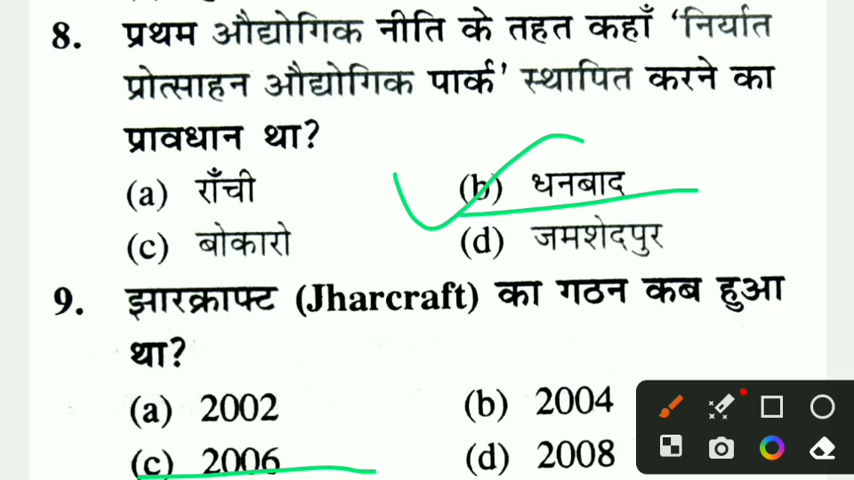 8. प्रथम औद्योगिक नीति के तहत कहाँ ‘निर्यात
प्रोत्साहन औद्योगिक पार्क’ स्थापित करने का
प्रावधान था?
(a) राँची (b) धनबाद
(c) बोकारो (d) जमशेदपुर
9. झारक्राफ्ट (Jharcraft) का गठन कब हुआ
था?
(a) 2002 (b) 2004
(c) 2006 (d) 2008